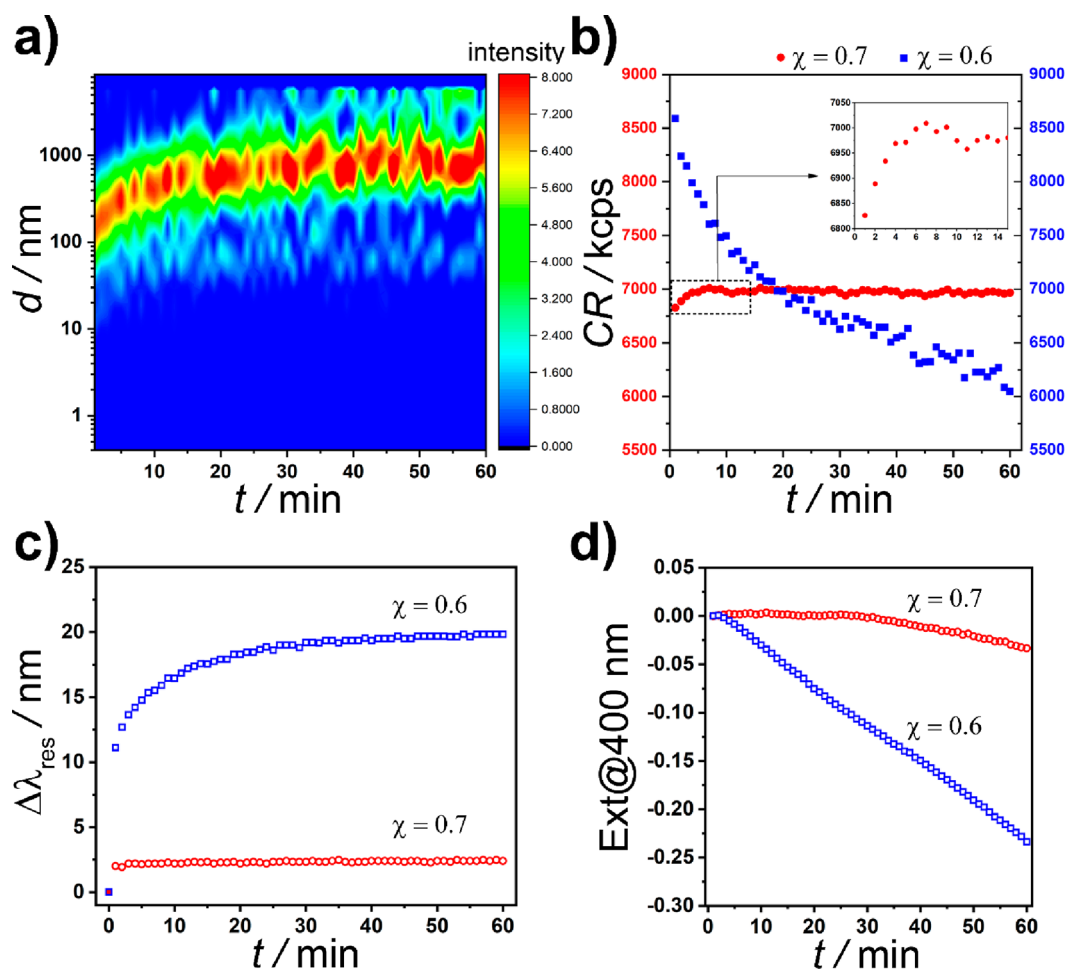 a)
intensity
8.000
7.200
6.400
5.600
4.800
4.000
3.200
2.400
1.600
0.8000
0.000
1000
100
10
1
d / nm
10 20 30 40 50 60
t / min
b)
χ = 0.7 χ = 0.6
9000
8500
8000
7500
7000
6500
6000
5500
CR / kcps
9000
8500
8000
7500
7000
6500
6000
5500
7050
7000
6950
6900
6850
6800
0 2 4 6 8 10 12 14
0 10 20 30 40 50 60
t / min
c)
25
20
15
10
5
0
Δλres / nm
χ = 0.6
χ = 0.7
0 10 20 30 40 50 60
t / min
d)
0.05
0.00
-0.05
-0.10
-0.15
-0.20
-0.25
-0.30
Ext@400 nm
χ = 0.7
χ = 0.6
0 10 20 30 40 50 60
t / min